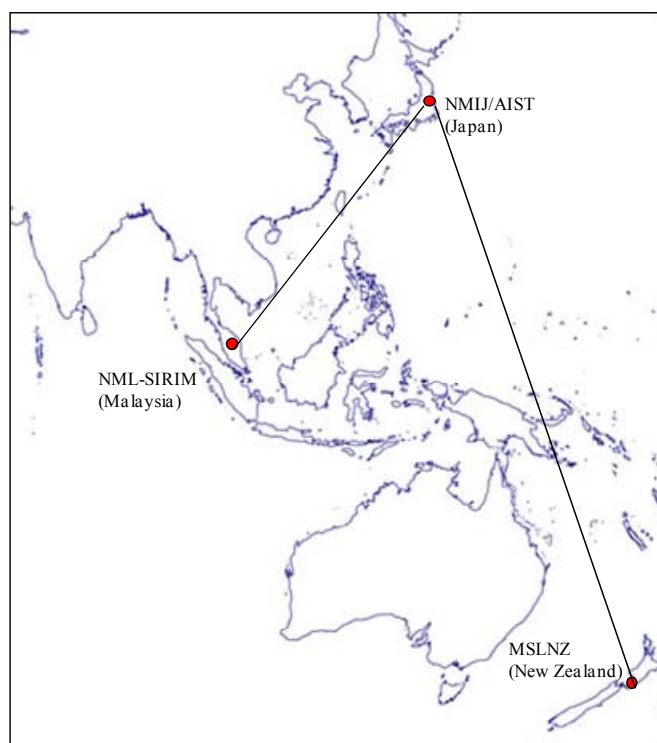 NMIJ/AIST
(Japan)
NML-SIRIM
(Malaysia)
MSLNZ
(New Zealand)